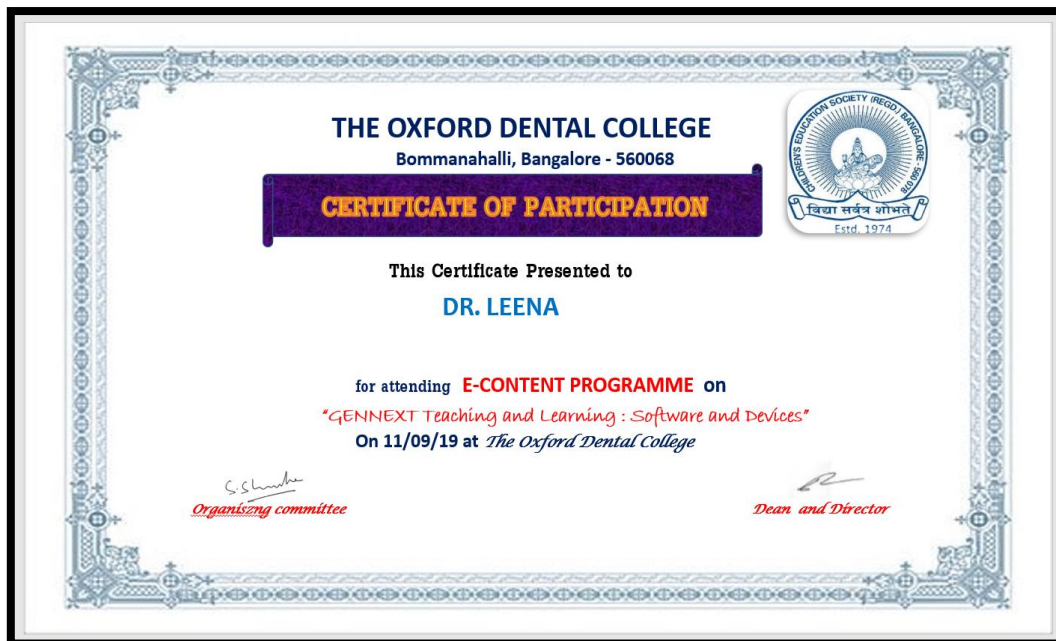 THE OXFORD DENTAL COLLEGE
Bommanahalli, Bangalore - 560068
CERTIFICATE OF PARTICIPATION
CHILDREN'S EDUCATION SOCIETY (REGD.) BANGALORE - 560 078
विद्या सर्वत्र शोभते
Estd. 1974
This Certificate Presented to
DR. LEENA
for attending E-CONTENT PROGRAMME on
"GENNEXT Teaching and Learning : Software and Devices"
On 11/09/19 at The Oxford Dental College
Organiszng committee
Dean and Director